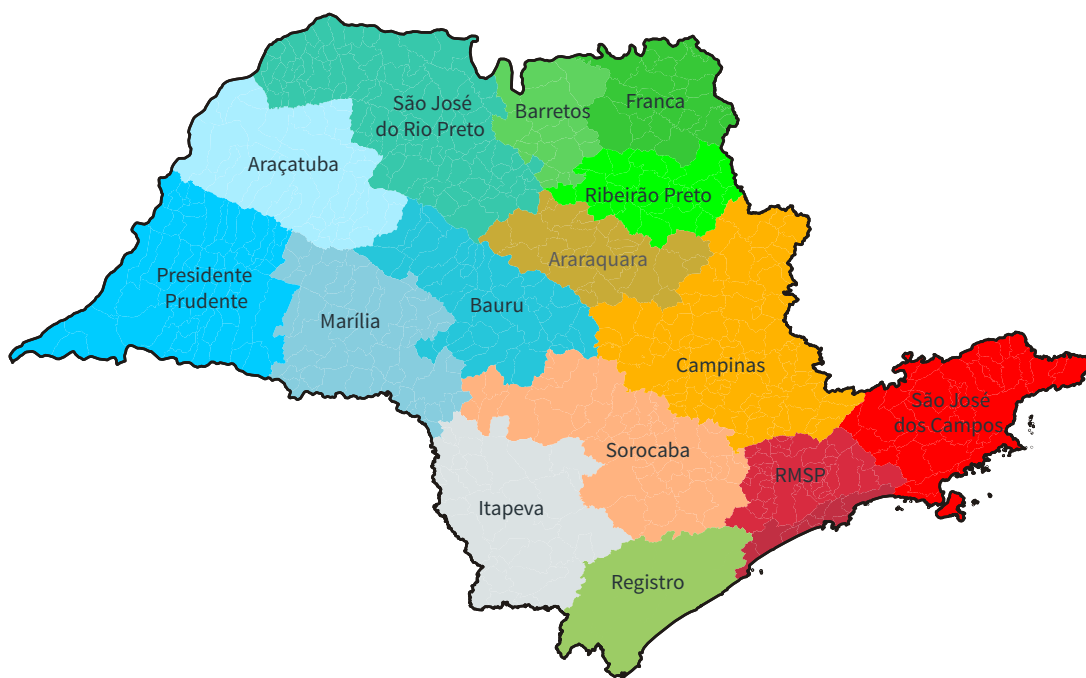 São José
do Rio Preto
Barretos
Franca
Araçatuba
Ribeirão Preto
Presidente
Prudente
Araraquara
Marília
Bauru
Campinas
São José
dos Campos
Sorocaba
RMSP
Itapeva
Registro